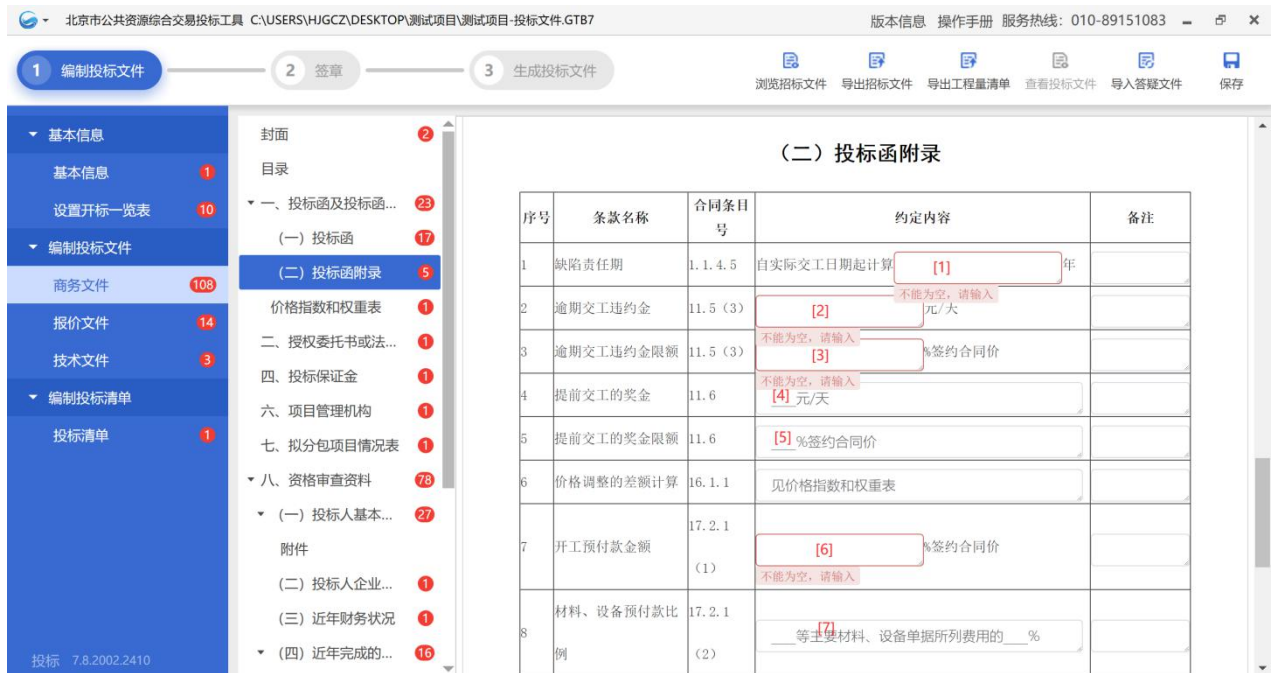 北京市公共资源综合交易投标工具 C:\USERS\HJGCZ\DESKTOP\测试项目\测试项目-投标文件.GTB7 版本信息 操作手册 服务热线：010-89151083
1 编制投标文件 2 签章 3 生成投标文件 浏览招标文件 导出招标文件 导出工程量清单 查看投标文件 导入答疑文件 保存
基本信息
基本信息 1
设置开标一览表 10
编制投标文件
商务文件 108
报价文件 14
技术文件 3
编制投标清单
投标清单 1
投标 7.8.2002.2410
封面 2
目录
一、投标函及投标函... 23
（一）投标函 17
（二）投标函附录 5
价格指数和权重表 1
二、授权委托书或法... 1
四、投标保证金 1
六、项目管理机构 1
七、拟分包项目情况表 1
八、资格审查资料 78
（一）投标人基本... 27
附件
（二）投标人企业... 1
（三）近年财务状况 1
（四）近年完成的... 16
（二）投标函附录
序号 条款名称 合同条目号 约定内容 备注
1 缺陷责任期 1.1.4.5 自实际交工日期起计算 [1] 年
不能为空，请输入
2 逾期交工违约金 11.5（3） [2] 元/天
不能为空，请输入
3 逾期交工违约金限额 11.5（3） [3] %签约合同价
不能为空，请输入
4 提前交工的奖金 11.6 [4] ___元/天
5 提前交工的奖金限额 11.6 [5] ___%签约合同价
6 价格调整的差额计算 16.1.1 见价格指数和权重表
7 开工预付款金额 17.2.1（1） [6] %签约合同价
不能为空，请输入
8 材料、设备预付款比例 17.2.1（2） [7] ___等主要材料、设备单据所列费用的___%